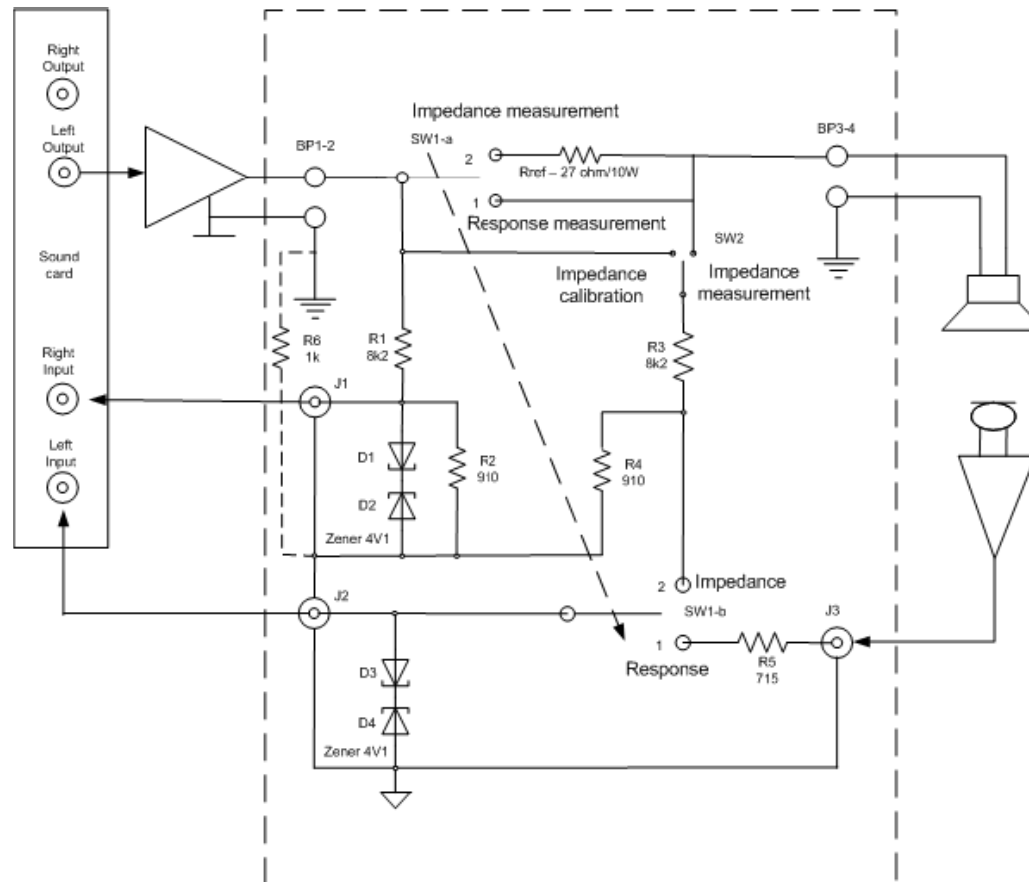 Right
Output
Left
Output
Sound
card
Right
Input
Left
Input
BP1-2
Impedance measurement
SW1-a
2
Rref – 27 ohm/10W
1
Response measurement
BP3-4
SW2
Impedance
calibration
Impedance
measurement
R6
1k
R1
8k2
R3
8k2
J1
D1
D2
R2
910
R4
910
Zener 4V1
J2
2
Impedance
SW1-b
J3
1
R5
715
Response
D3
D4
Zener 4V1